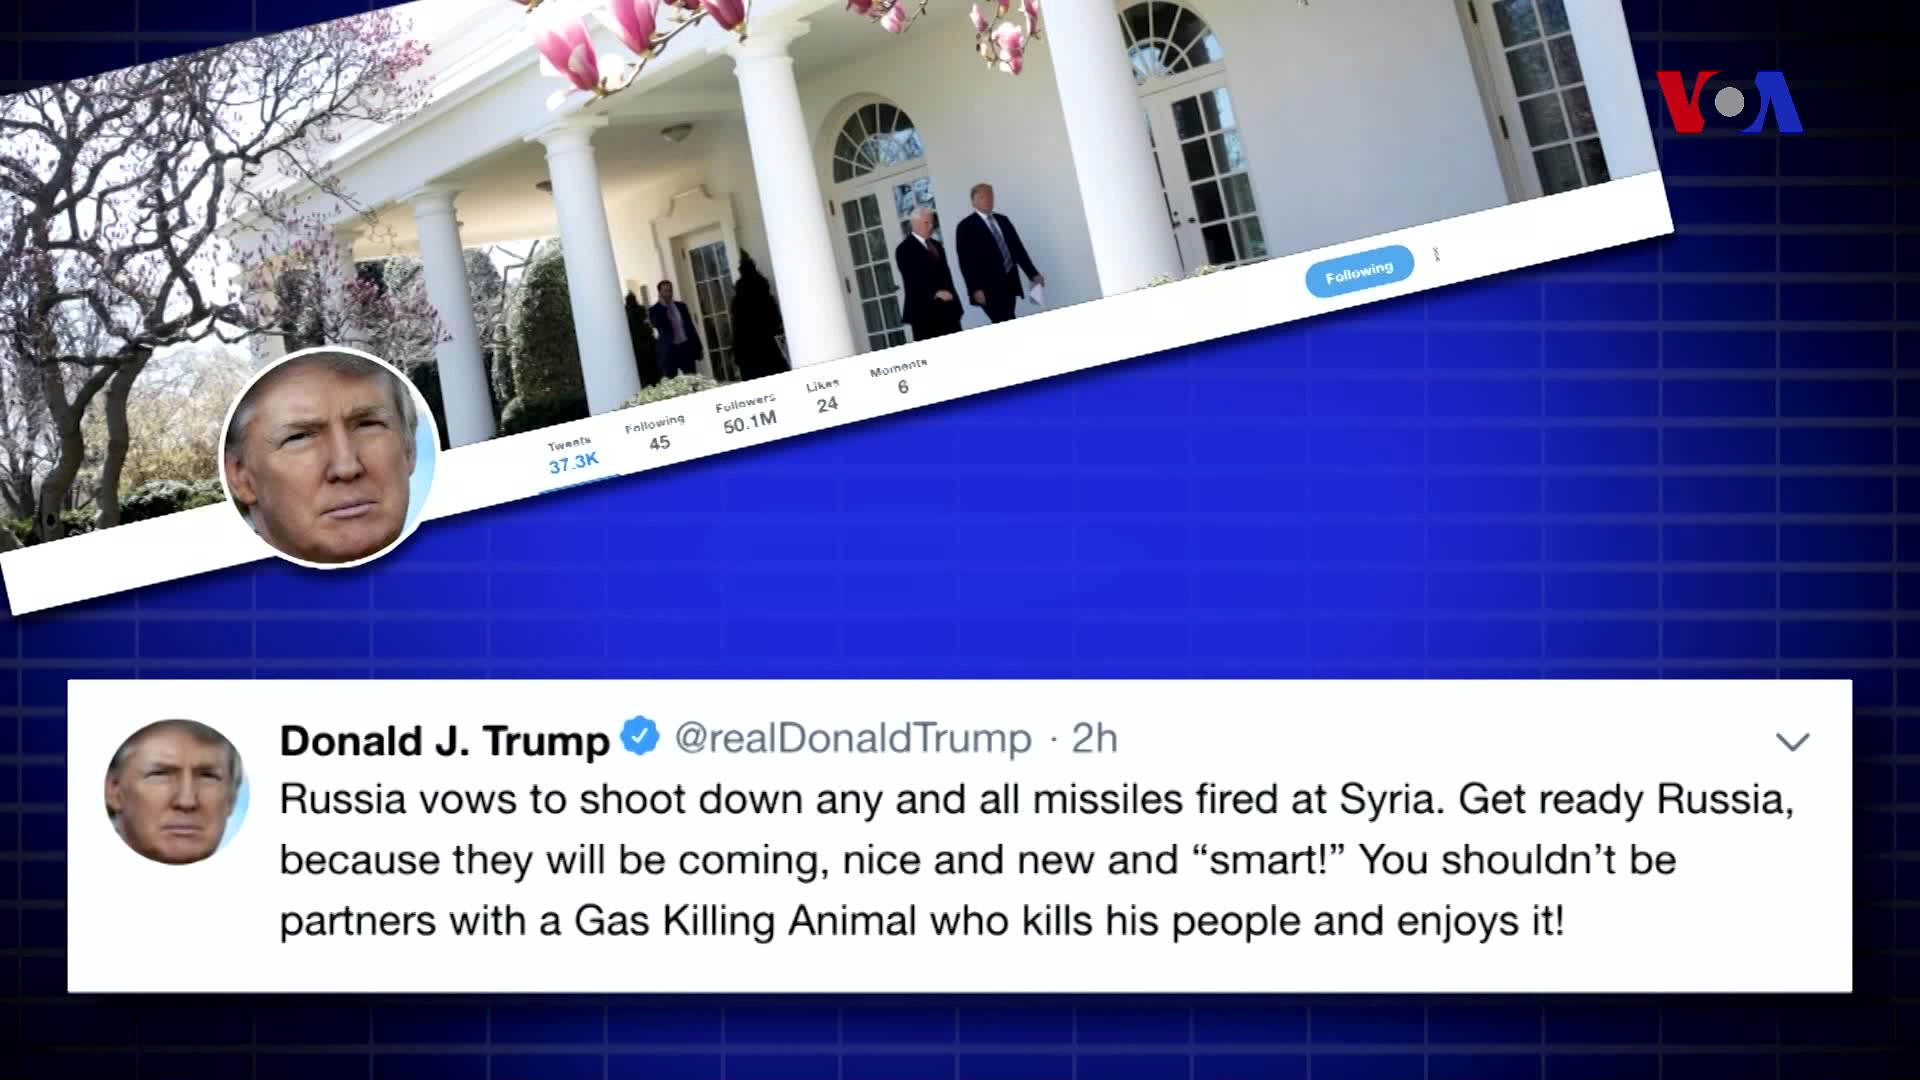 VOA
Following
Tweets
37.3K
Following
45
Followers
50.1M
Likes
24
Moments
6
Donald J. Trump @realDonaldTrump · 2h
Russia vows to shoot down any and all missiles fired at Syria. Get ready Russia,
because they will be coming, nice and new and “smart!” You shouldn’t be
partners with a Gas Killing Animal who kills his people and enjoys it!